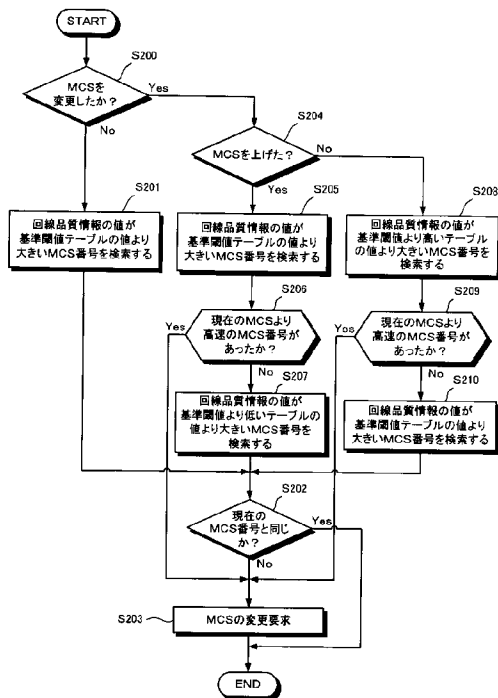 START
S200
MCSを
変更したか?
Yes
No
S204
MCSを上げた?
No
Yes
S201
回線品質情報の値が
基準閾値テーブルの値より
大きいMCS番号を検索する
S205
回線品質情報の値が
基準閾値テーブルの値より
大きいMCS番号を検索する
S208
回線品質情報の値が
基準閾値より高いテーブル
の値より大きいMCS番号
を検索する
S206
現在のMCSより
高速のMCS番号が
あったか?
Yes
No
S209
現在のMCSより
高速のMCS番号が
あったか?
Yes
No
S207
回線品質情報の値が
基準閾値より低いテーブルの
値より大きいMCS番号を
検索する
S210
回線品質情報の値が
基準閾値テーブルの値より
大きいMCS番号を検索する
S202
現在の
MCS番号と同じ
か?
Yes
No
S203
MCSの変更要求
END